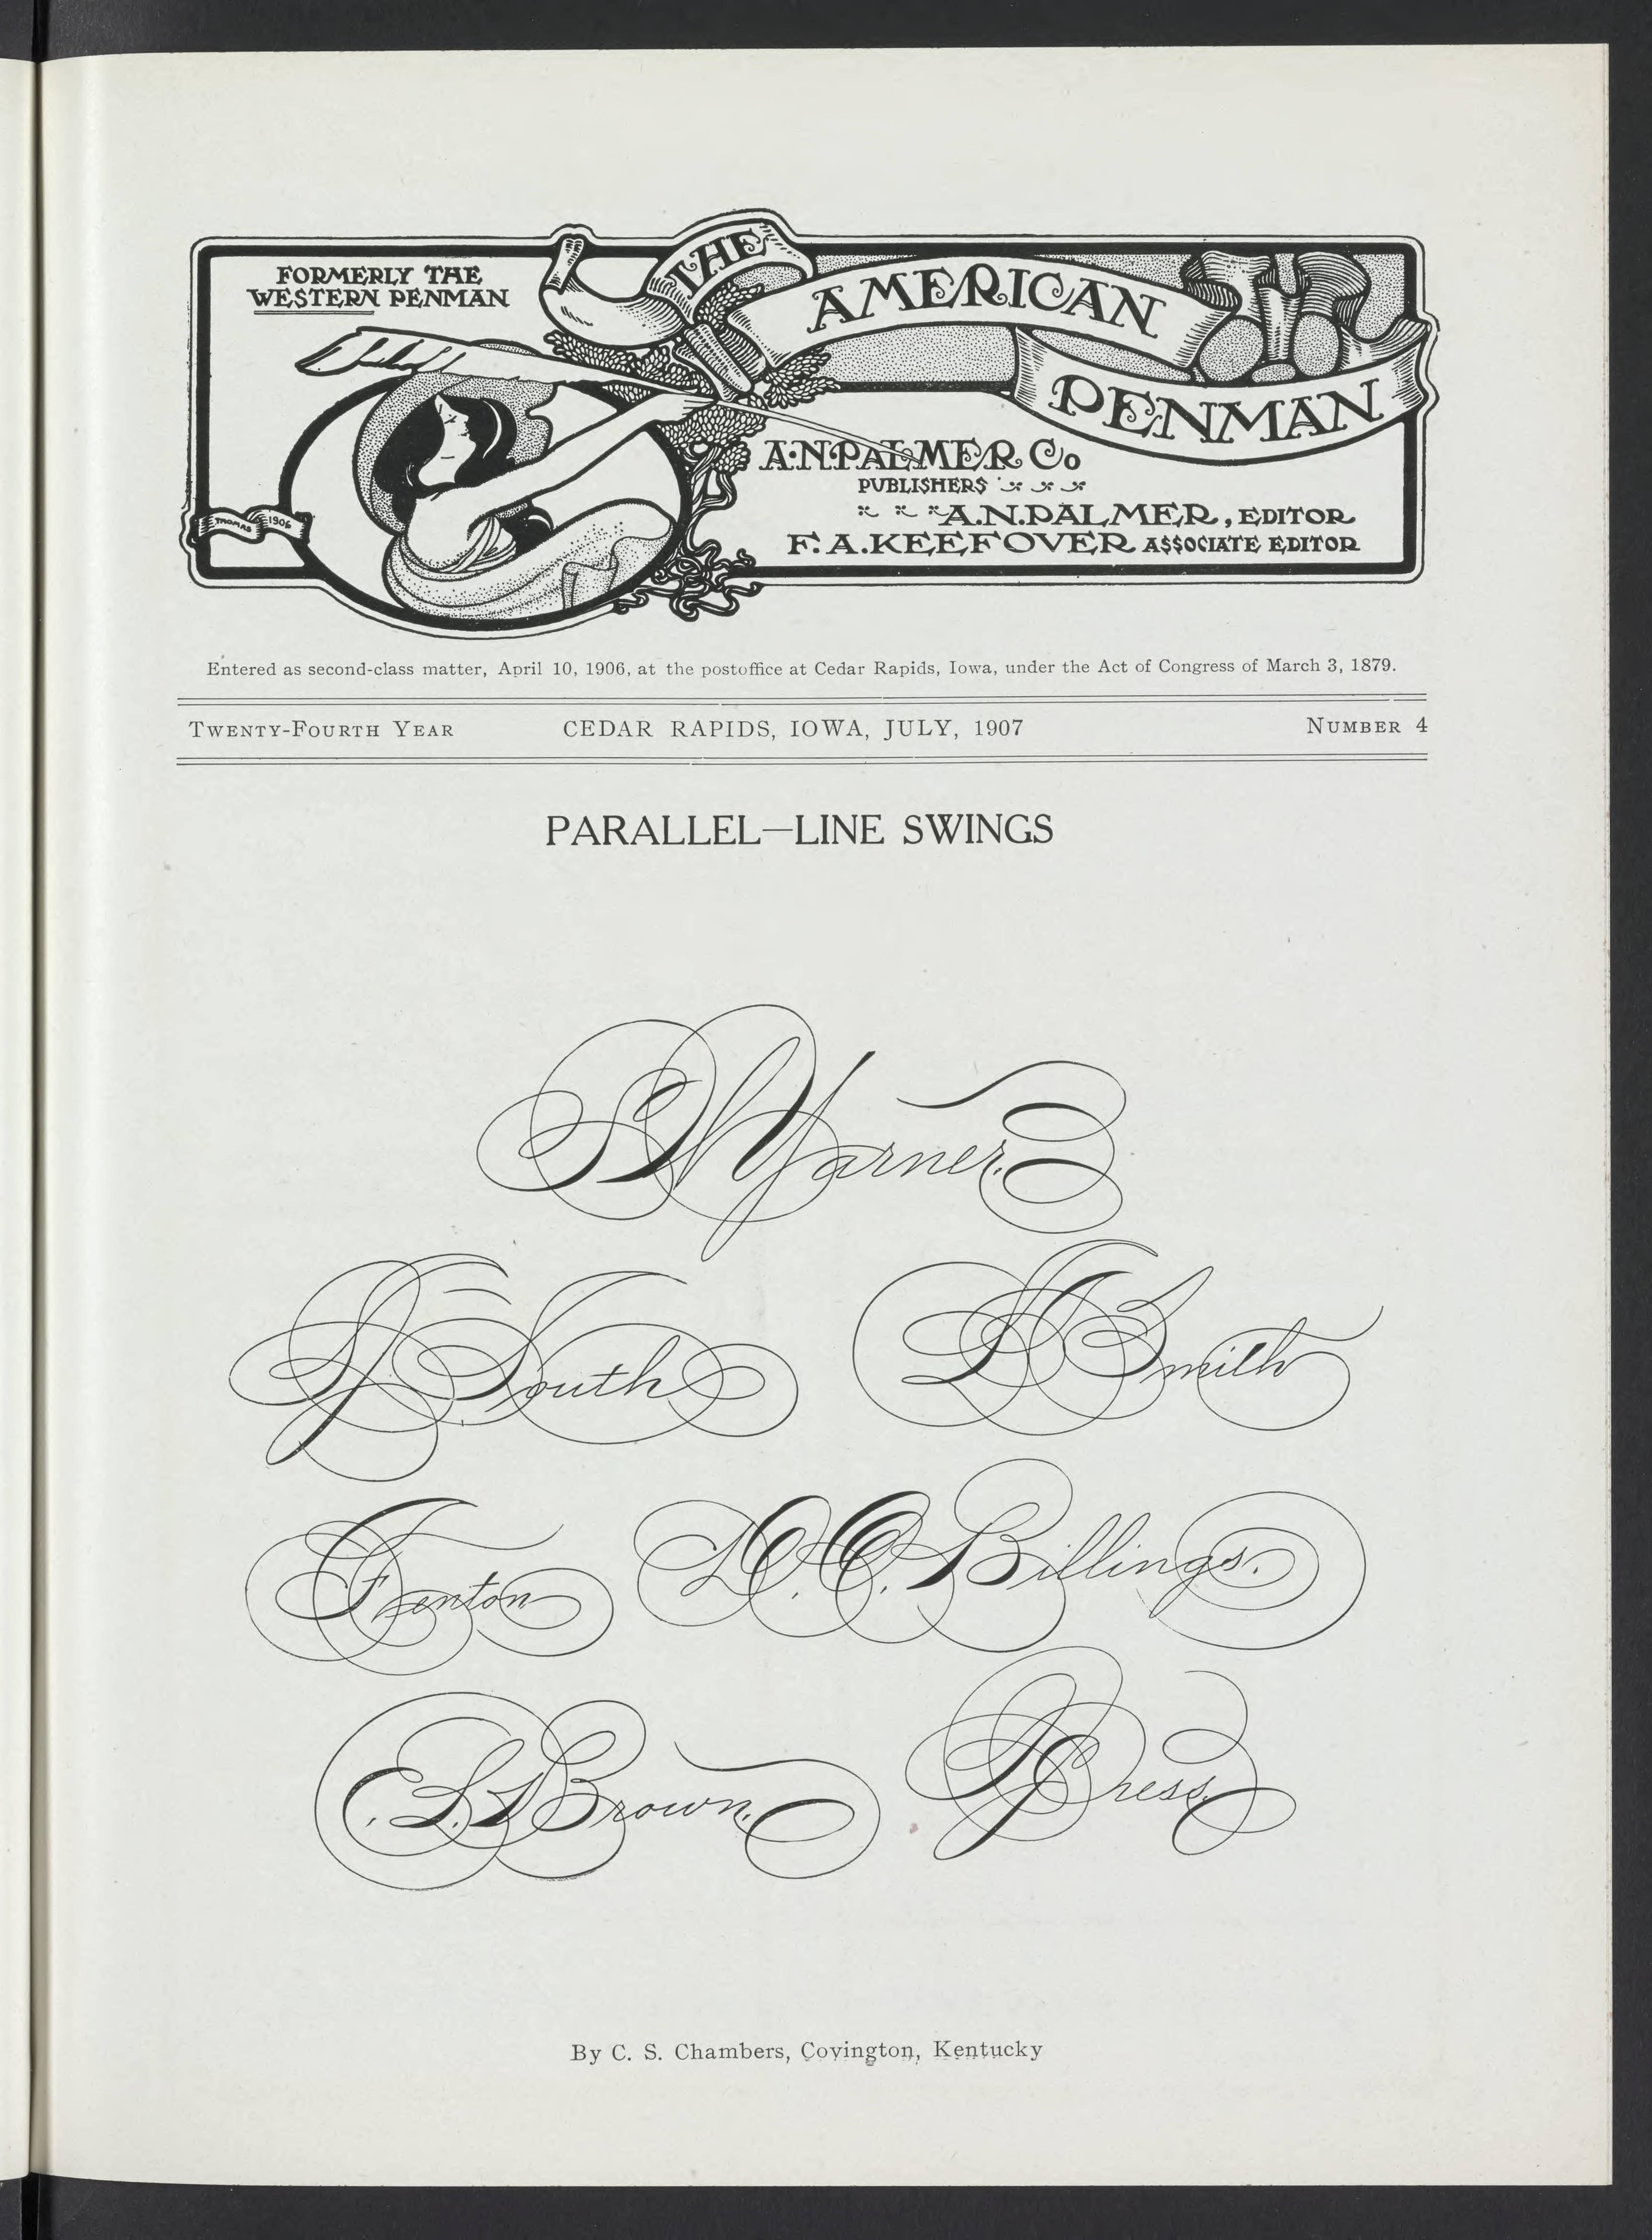 FORMERLY THE
WESTERN PENMAN
THE
AMERICAN
PENMAN
A.N.PALMER Co
PUBLISHERS
A.N.PALMER, EDITOR
F.A.KEEFOVER ASSOCIATE EDITOR
THOMAS 1906
Entered as second-class matter, April 10, 1906, at the postoffice at Cedar Rapids, Iowa, under the Act of Congress of March 3, 1879.
TWENTY-FOURTH YEAR CEDAR RAPIDS, IOWA, JULY, 1907 NUMBER 4
PARALLEL—LINE SWINGS
Warner.
South Smith
Fenton Billings.
Brown. Press.
By C. S. Chambers, Covington, Kentucky